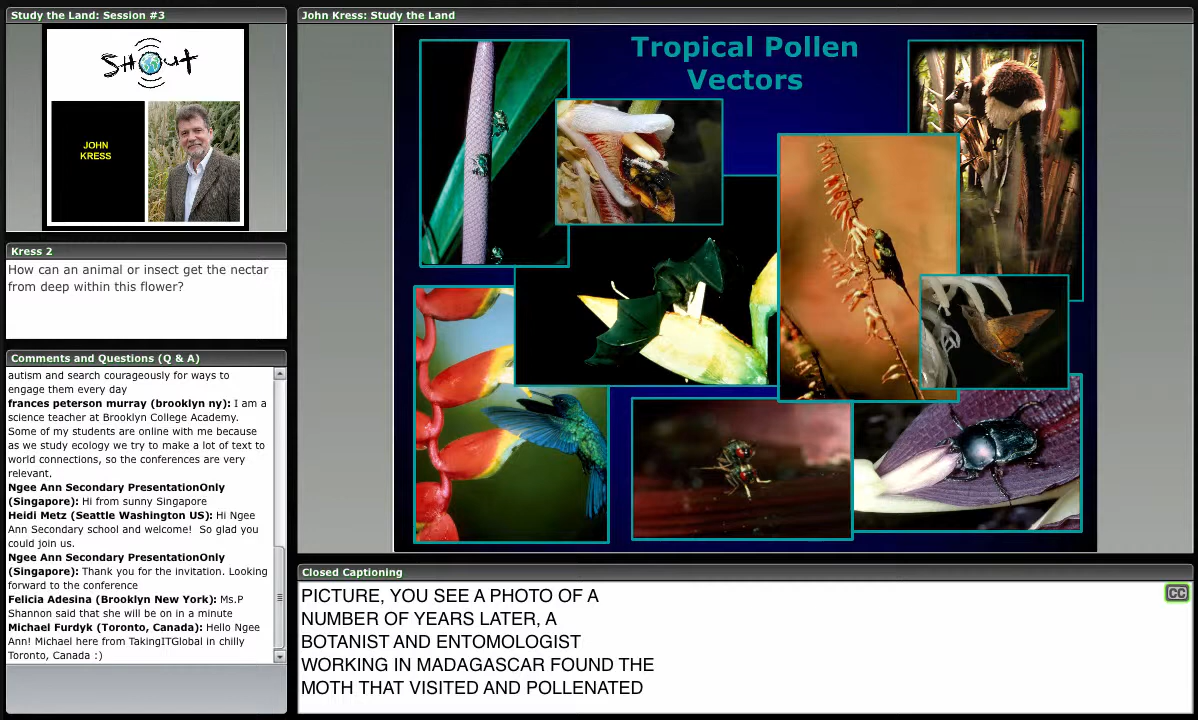 Study the Land: Session #3
SHOUT
JOHN
KRESS
Kress 2
How can an animal or insect get the nectar
from deep within this flower?
Comments and Questions (Q & A)
autism and search courageously for ways to
engage them every day
frances peterson murray (brooklyn ny): I am a
science teacher at Brooklyn College Academy.
Some of my students are online with me because
as we study ecology we try to make a lot of text to
world connections, so the conferences are very
relevant.
Ngee Ann Secondary PresentationOnly
(Singapore): Hi from sunny Singapore
Heidi Metz (Seattle Washington US): Hi Ngee
Ann Secondary school and welcome!  So glad you
could join us.
Ngee Ann Secondary PresentationOnly
(Singapore): Thank you for the invitation. Looking
forward to the conference
Felicia Adesina (Brooklyn New York): Ms.P
Shannon said that she will be on in a minute
Michael Furdyk (Toronto, Canada): Hello Ngee
Ann! Michael here from TakingITGlobal in chilly
Toronto, Canada :)
John Kress: Study the Land
Tropical Pollen
Vectors
Closed Captioning
CC
PICTURE, YOU SEE A PHOTO OF A
NUMBER OF YEARS LATER, A
BOTANIST AND ENTOMOLOGIST
WORKING IN MADAGASCAR FOUND THE
MOTH THAT VISITED AND POLLENATED